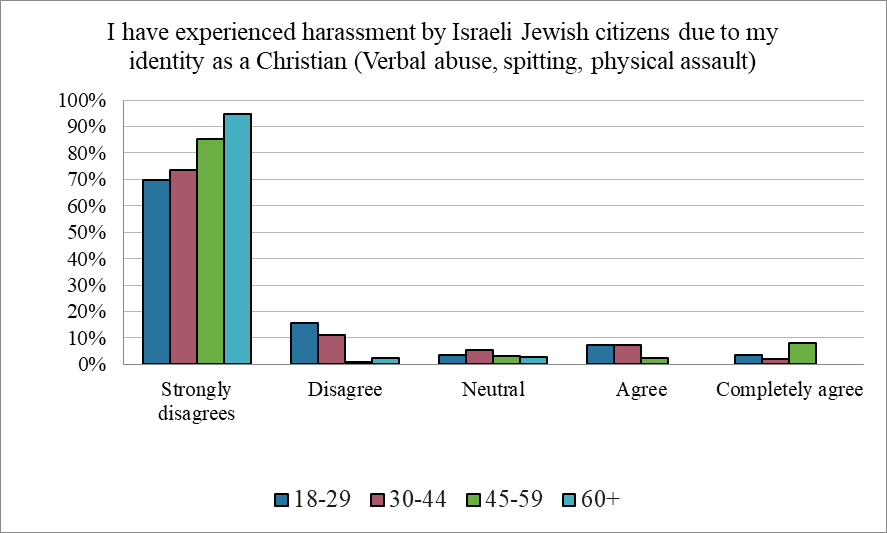 I have experienced harassment by Israeli Jewish citizens due to my
identity as a Christian (Verbal abuse, spitting, physical assault)
100%
90%
80%
70%
60%
50%
40%
30%
20%
10%
0%
Strongly disagrees
Disagree
Neutral
Agree
Completely agree
18-29
30-44
45-59
60+